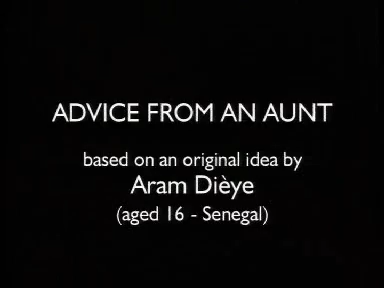 ADVICE FROM AN AUNT
based on an original idea by
Aram Dièye
(aged 16 - Senegal)